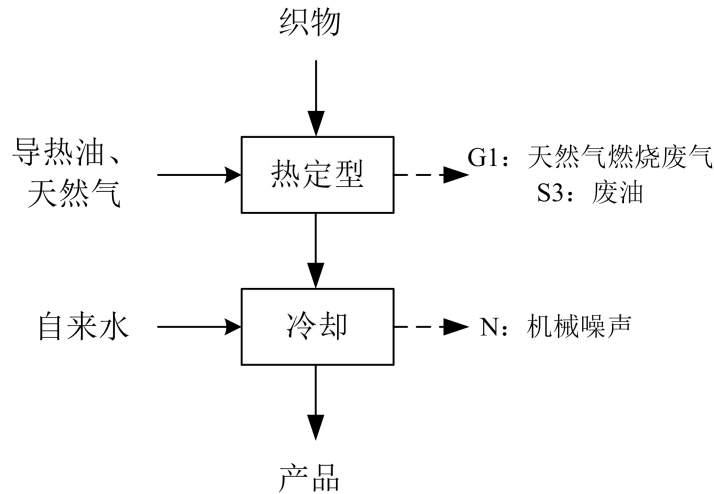 织物
导热油、
天然气
热定型
G1：天然气燃烧废气
S3：废油
自来水
冷却
N：机械噪声
产品